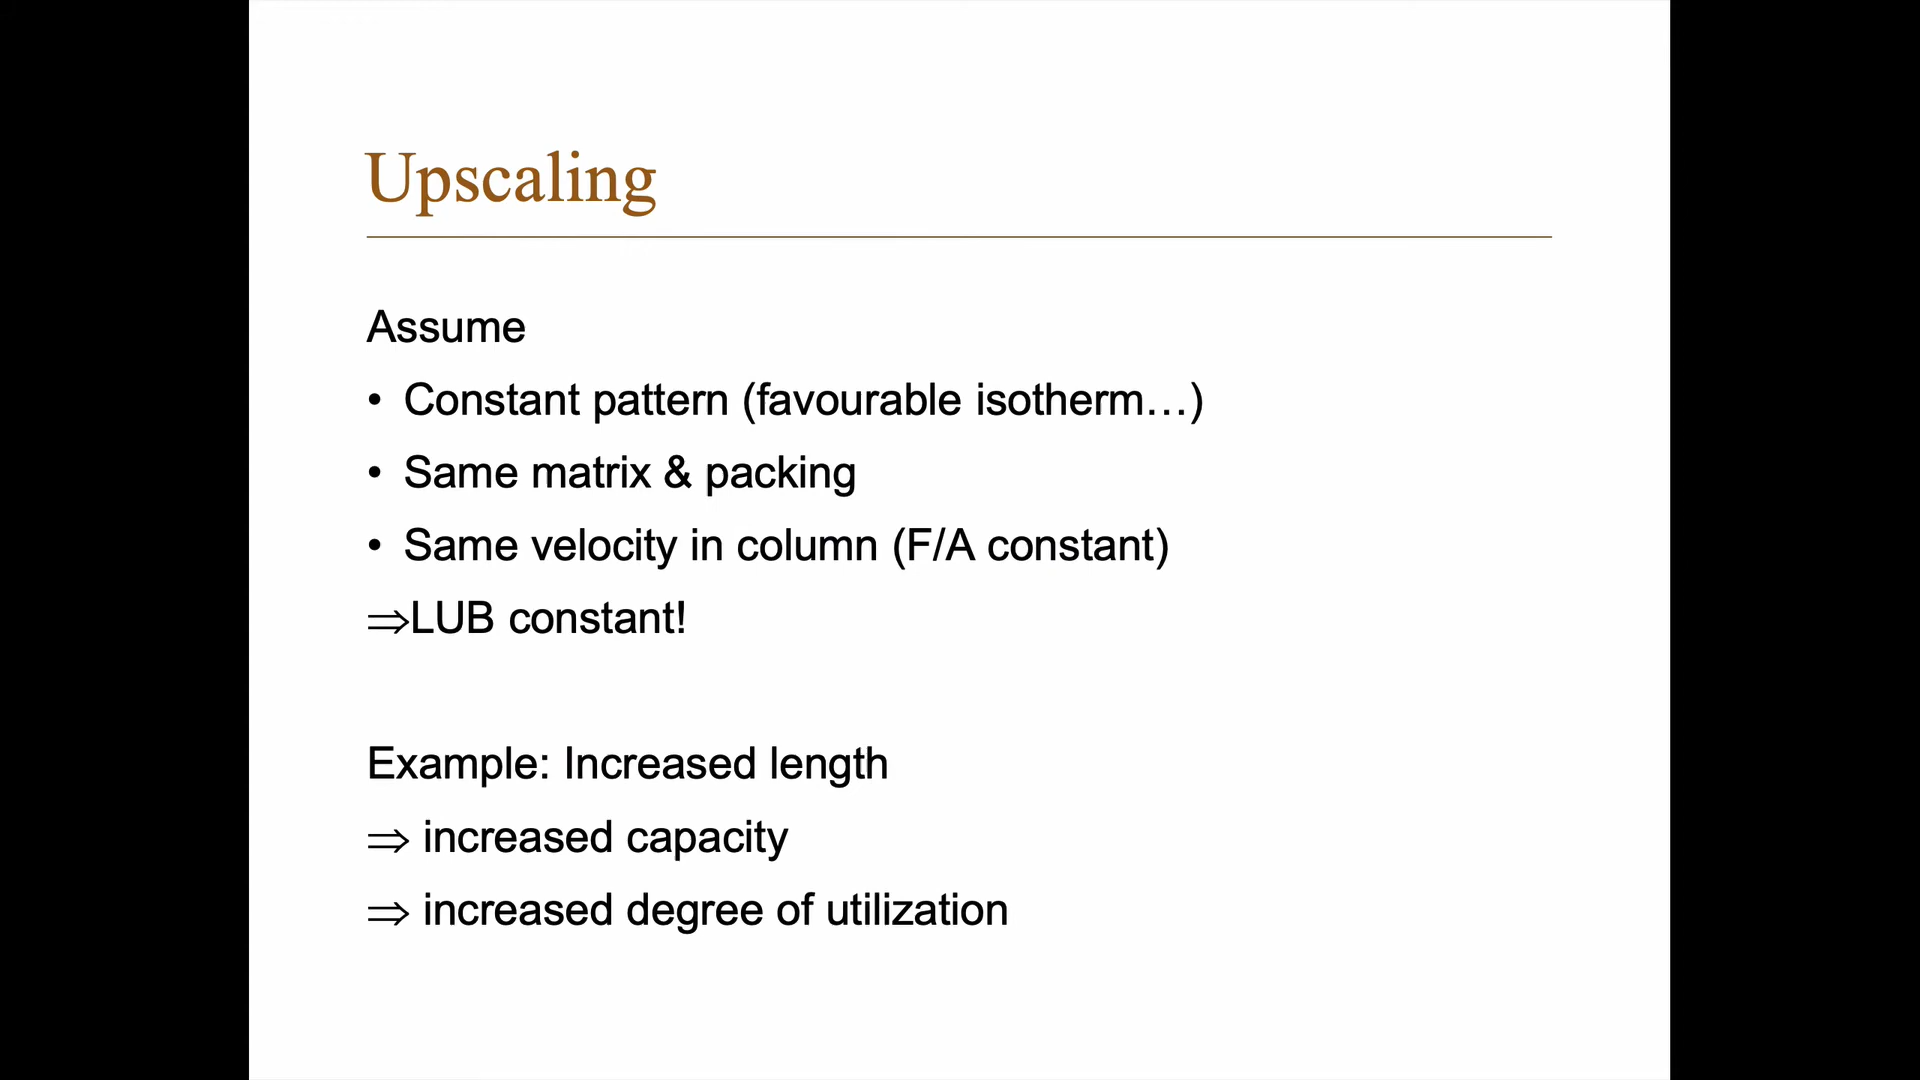 Upscaling
Assume
• Constant pattern (favourable isotherm…)
• Same matrix & packing
• Same velocity in column (F/A constant)
⇒LUB constant!
Example: Increased length
⇒ increased capacity
⇒ increased degree of utilization